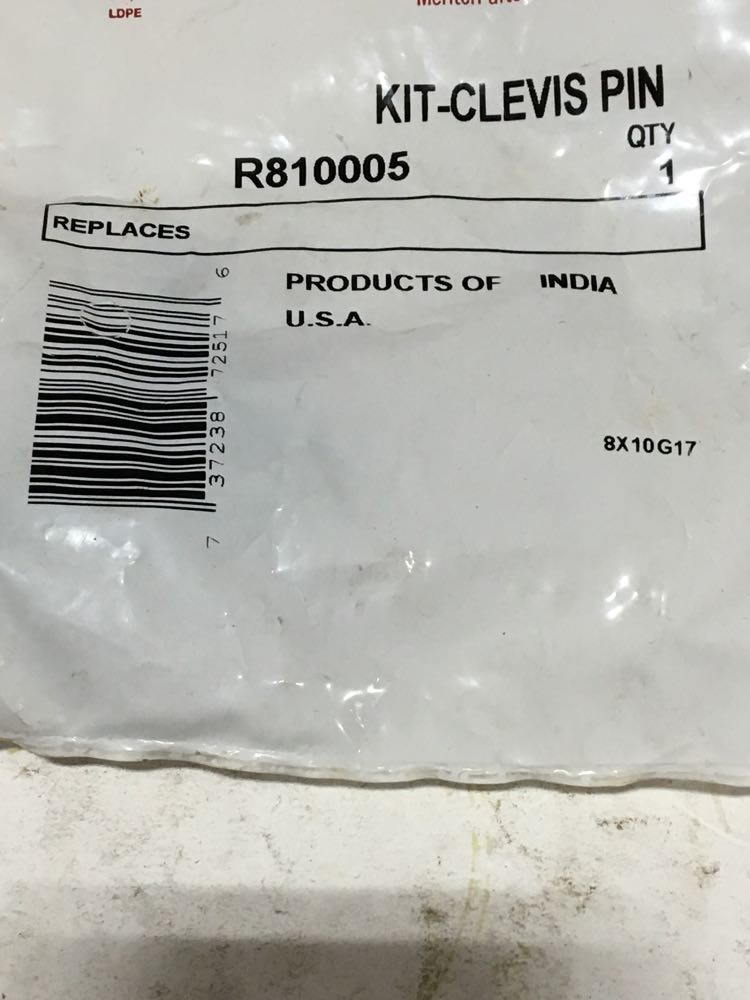 LDPE
KIT-CLEVIS PIN
QTY
R810005 1
REPLACES
PRODUCTS OF INDIA
U.S.A.
8X10G17
7 37238 72517 6